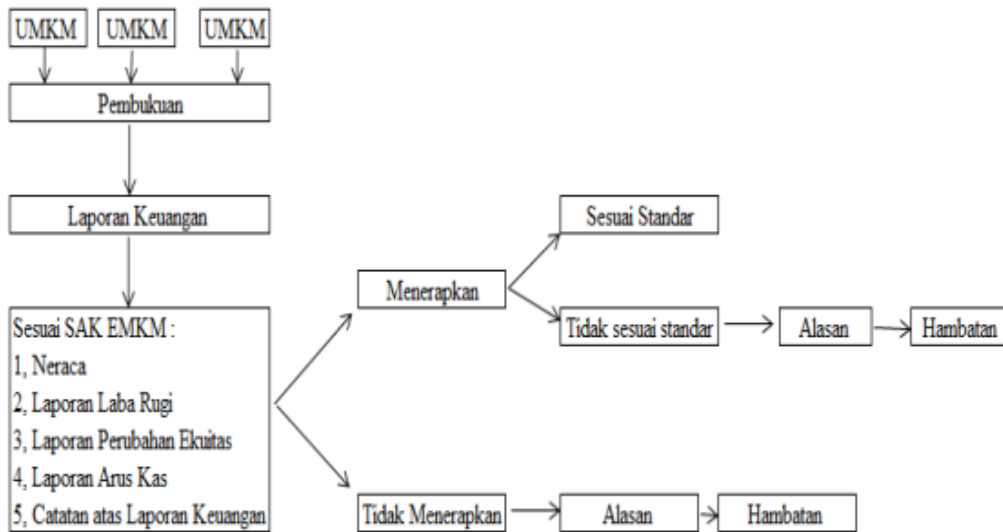 UMKM
UMKM
UMKM
Pembukuan
Laporan Keuangan
Sesuai SAK EMKM :
1, Neraca
2, Laporan Laba Rugi
3, Laporan Perubahan Ekuitas
4, Laporan Arus Kas
5, Catatan atas Laporan Keuangan
Menerapkan
Sesuai Standar
Tidak sesuai standar
Alasan
Hambatan
Tidak Menerapkan
Alasan
Hambatan